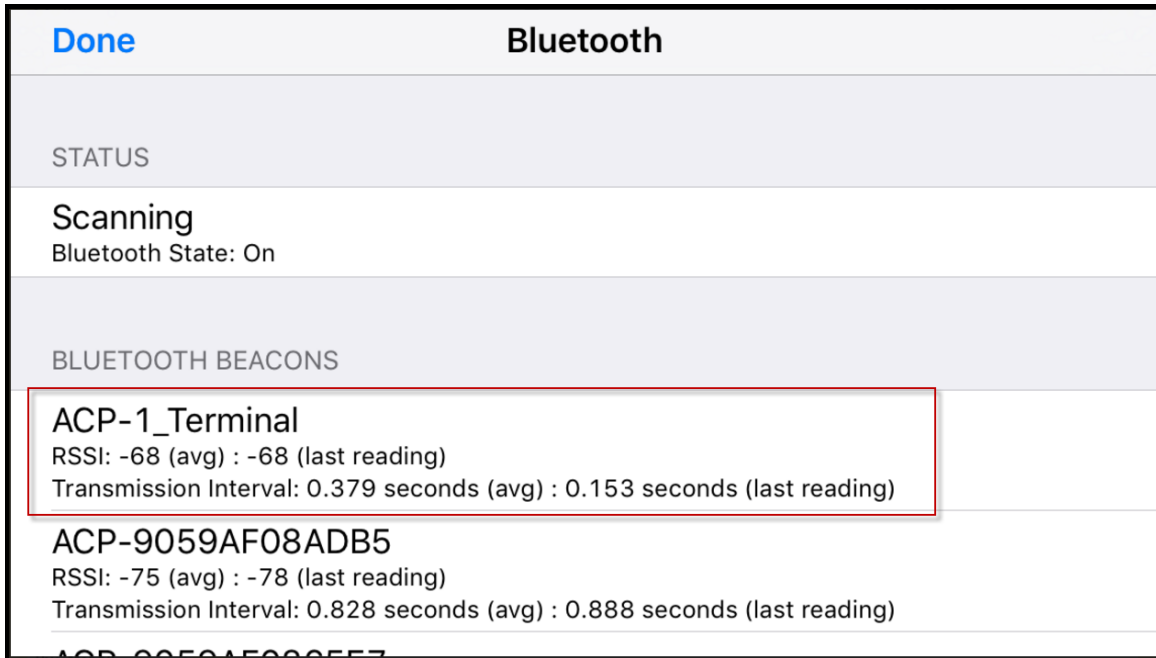 Done
Bluetooth
STATUS
Scanning
Bluetooth State: On
BLUETOOTH BEACONS
ACP-1_Terminal
RSSI: -68 (avg) : -68 (last reading)
Transmission Interval: 0.379 seconds (avg) : 0.153 seconds (last reading)
ACP-9059AF08ADB5
RSSI: -75 (avg) : -78 (last reading)
Transmission Interval: 0.828 seconds (avg) : 0.888 seconds (last reading)